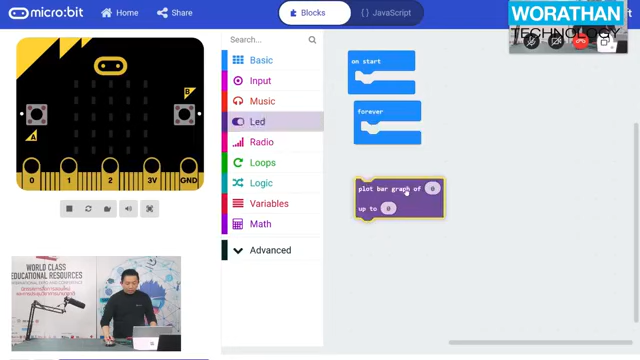 micro:bit
Home
Share
Blocks
JavaScript
WORATHAN
TECHNOLOGY
Search...
Basic
Input
Music
Led
Radio
Loops
Logic
Variables
Math
Advanced
on start
forever
plot bar graph of 0
up to 0
A
B
0 1 2 3V GND
WORLD CLASS
EDUCATIONAL RESOURCES